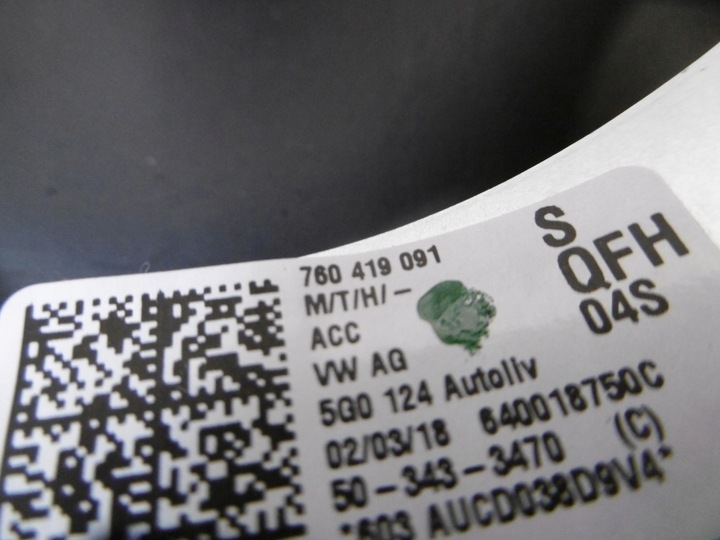 S
QFH
04S
760 419 091
M/T/H/-
ACC
VW AG
5G0 124 Autoliv
02/03/18 640018750C
50-343-3470 (C)
*603 AUCD038D9V4*